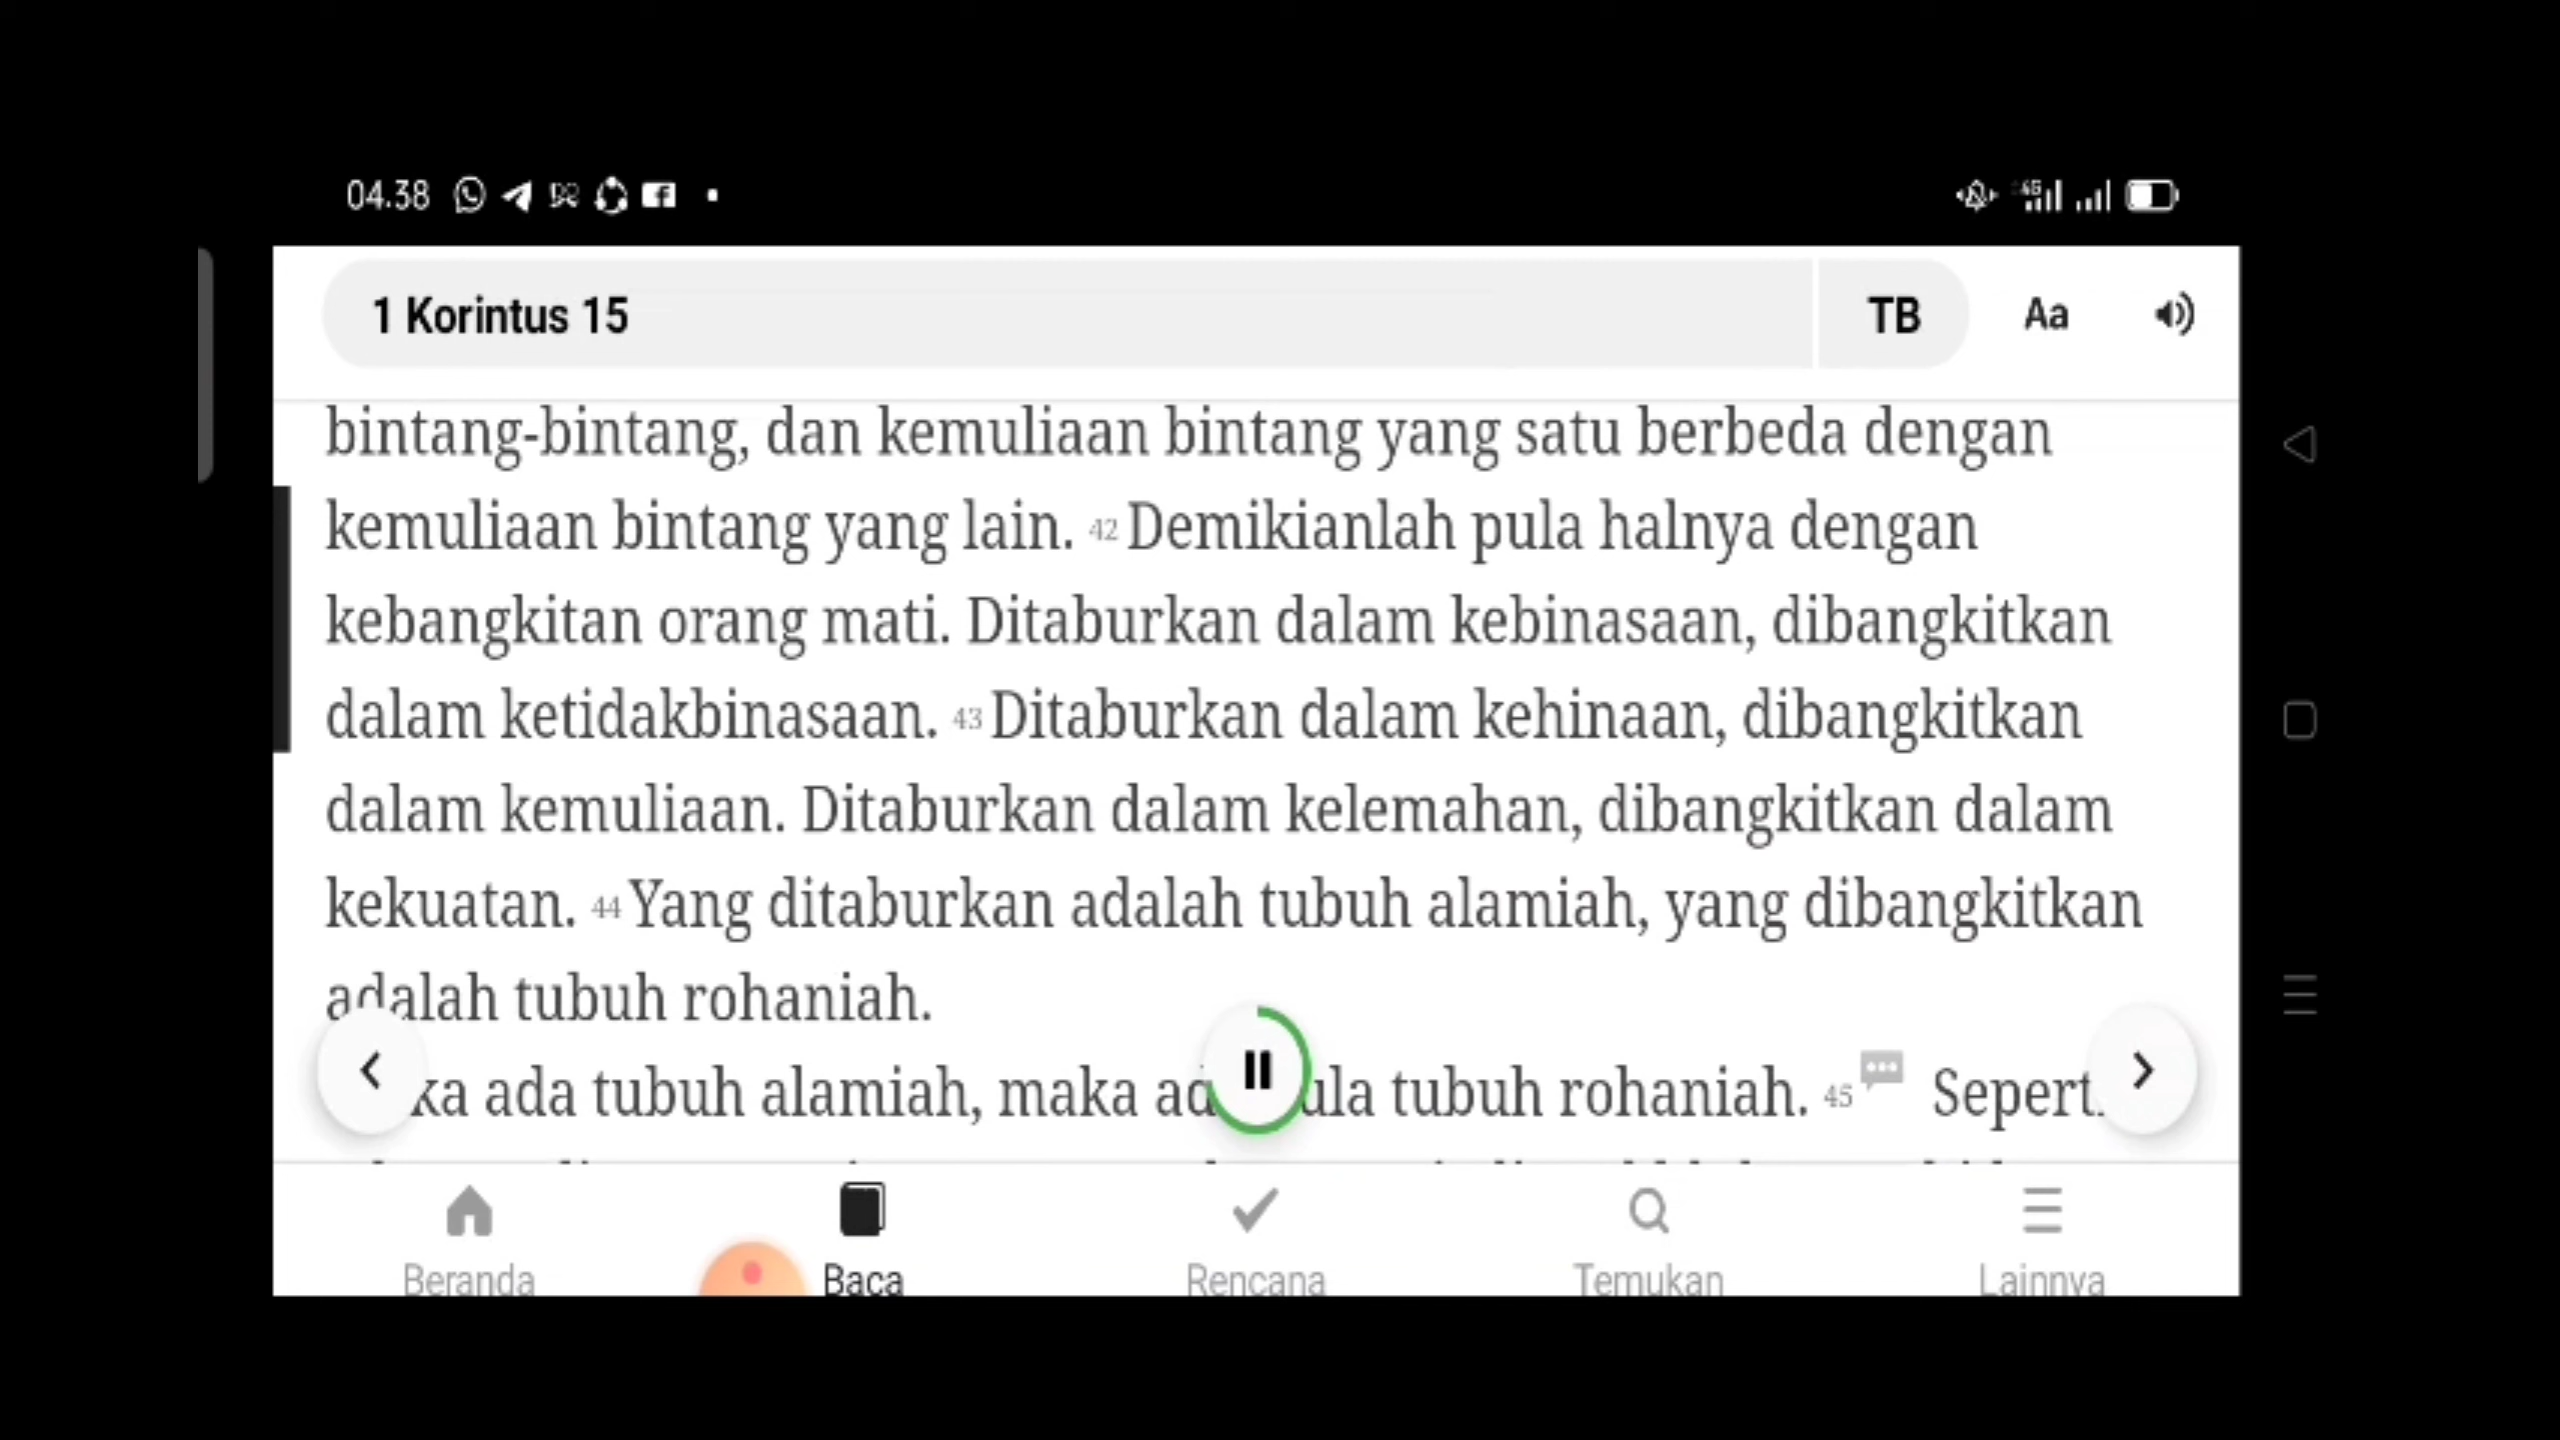 04.38
1 Korintus 15 TB Aa
bintang-bintang, dan kemuliaan bintang yang satu berbeda dengan
kemuliaan bintang yang lain. 42 Demikianlah pula halnya dengan
kebangkitan orang mati. Ditaburkan dalam kebinasaan, dibangkitkan
dalam ketidakbinasaan. 43 Ditaburkan dalam kehinaan, dibangkitkan
dalam kemuliaan. Ditaburkan dalam kelemahan, dibangkitkan dalam
kekuatan. 44 Yang ditaburkan adalah tubuh alamiah, yang dibangkitkan
adalah tubuh rohaniah.
ka ada tubuh alamiah, maka ad ula tubuh rohaniah. 45 Sepert
Beranda Baca Rencana Temukan Lainnya